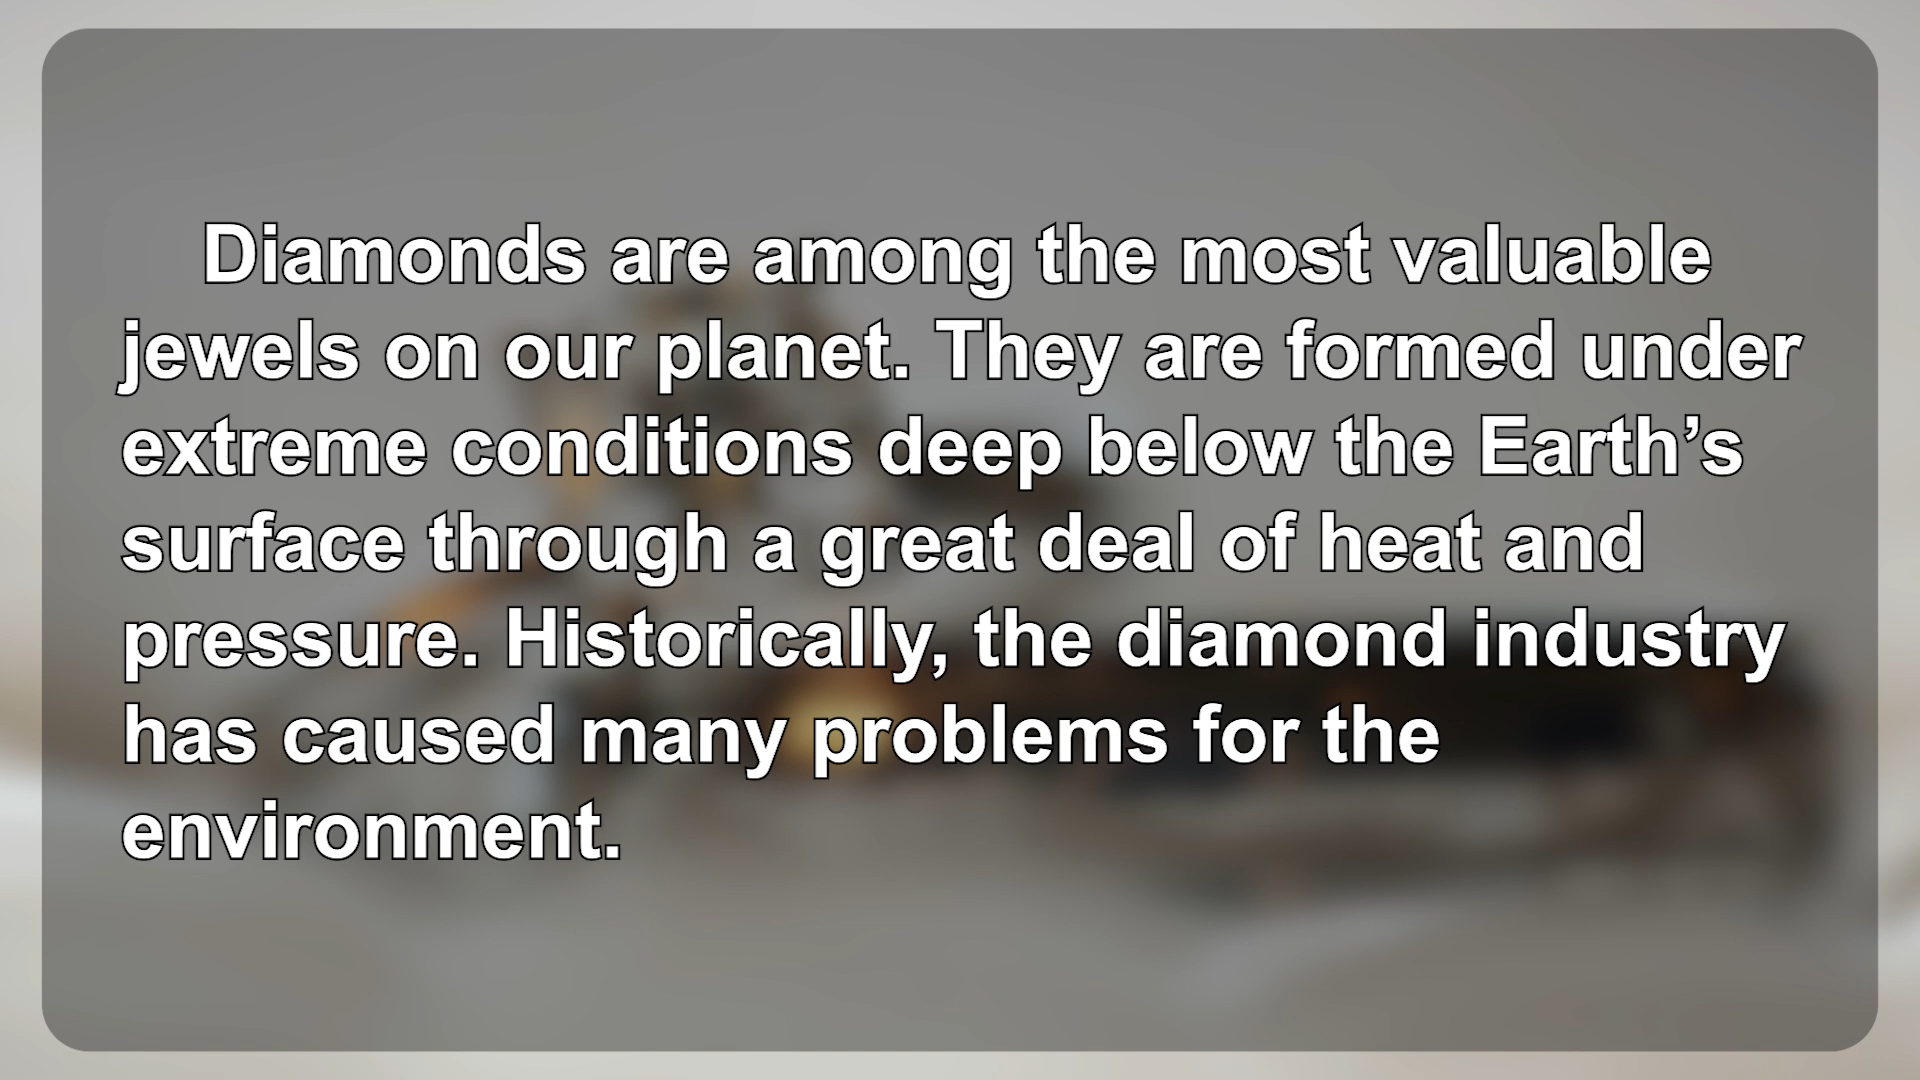 Diamonds are among the most valuable
jewels on our planet. They are formed under
extreme conditions deep below the Earth’s
surface through a great deal of heat and
pressure. Historically, the diamond industry
has caused many problems for the
environment.